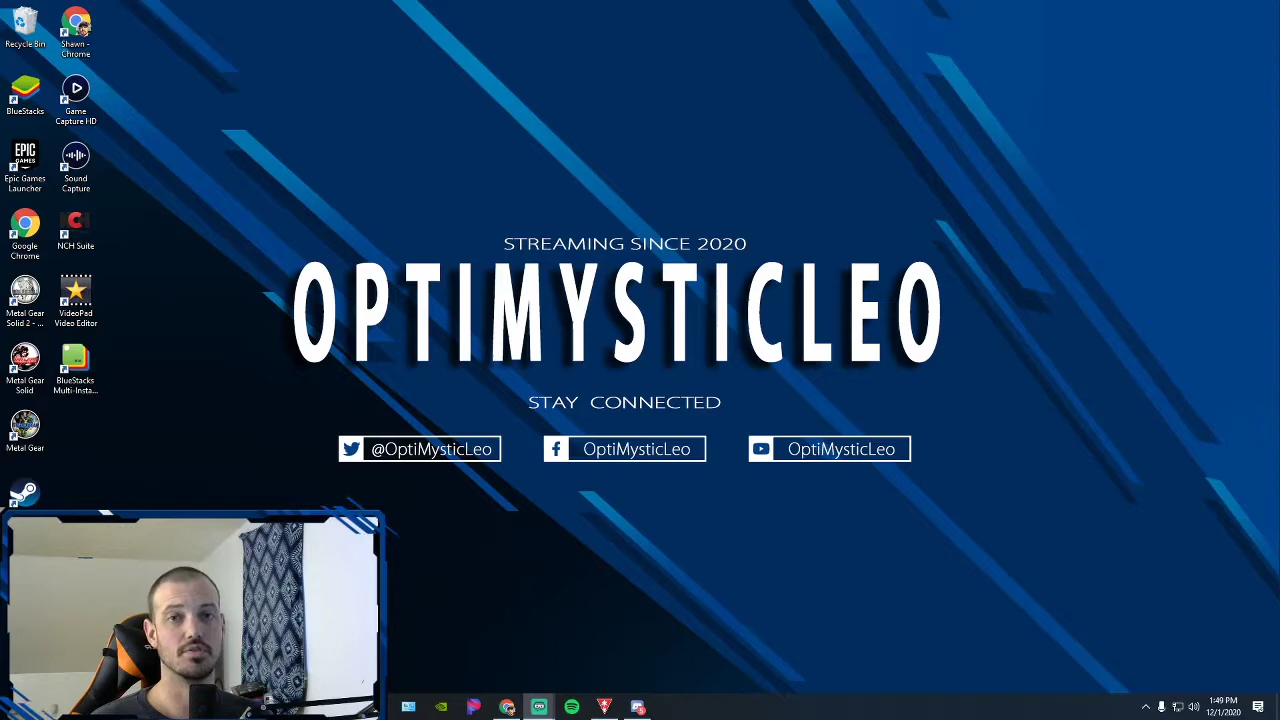 Recycle Bin
Shawn -
Chrome
BlueStacks
Game
Capture HD
EPIC
GAMES
Epic Games
Launcher
Sound
Capture
Google
Chrome
NCH Suite
Metal Gear
Solid 2 - ...
VideoPad
Video Editor
Metal Gear
Solid
BlueStacks
Multi-Insta...
Metal Gear
STREAMING SINCE 2020
OPTIMYSTICLEO
STAY CONNECTED
@OptiMysticLeo
OptiMysticLeo
OptiMysticLeo
1:49 PM
12/1/2020